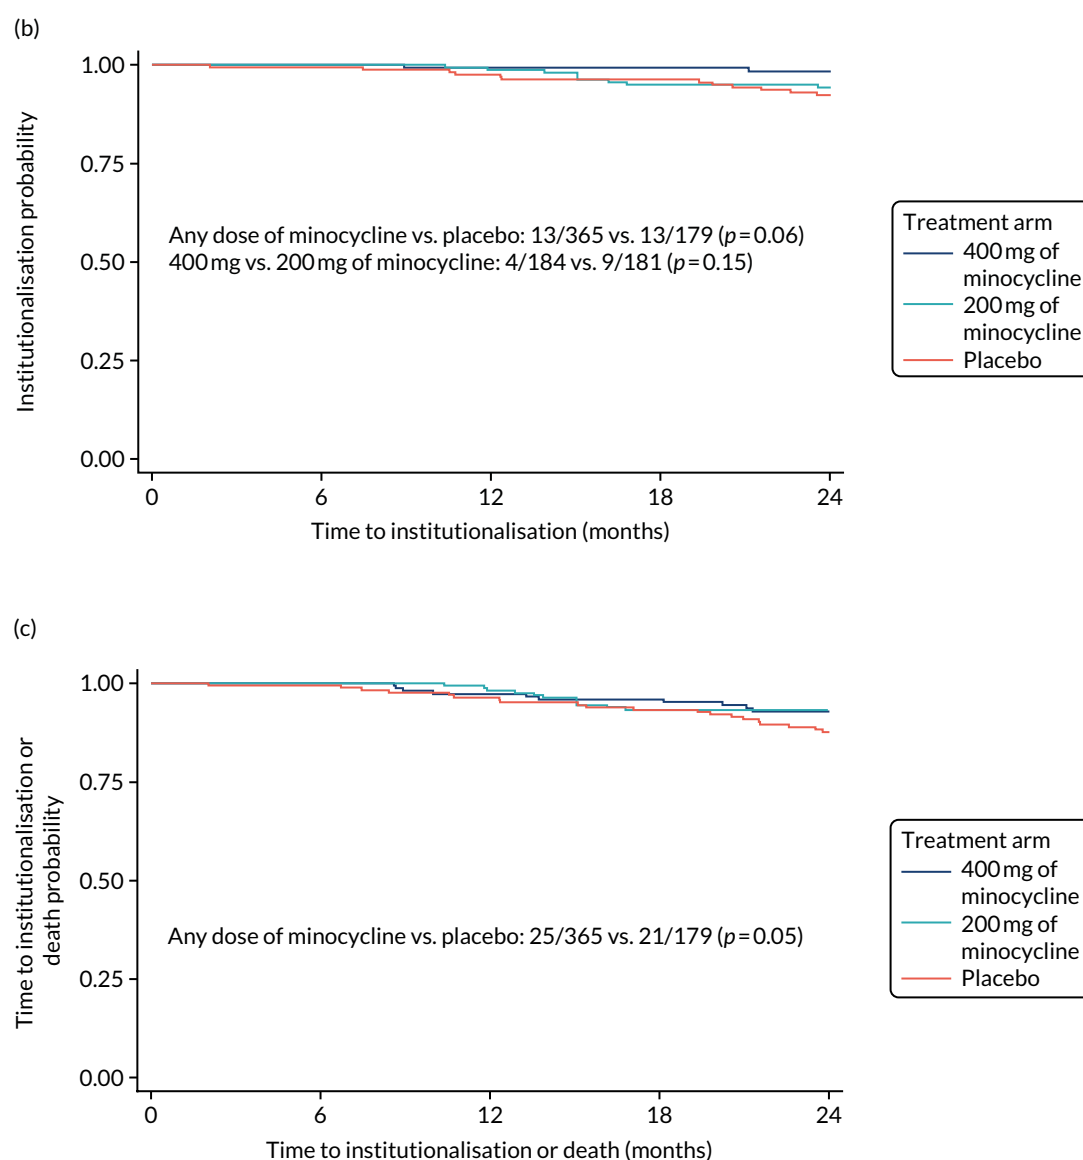 (b)
Institutionalisation probability
1.00
0.75
0.50
0.25
0.00
Any dose of minocycline vs. placebo: 13/365 vs. 13/179 (p=0.06)
400 mg vs. 200 mg of minocycline: 4/184 vs. 9/181 (p=0.15)
0 6 12 18 24
Time to institutionalisation (months)
Treatment arm
400 mg of
minocycline
200 mg of
minocycline
Placebo
(c)
Time to institutionalisation or
death probability
1.00
0.75
0.50
0.25
0.00
Any dose of minocycline vs. placebo: 25/365 vs. 21/179 (p=0.05)
0 6 12 18 24
Time to institutionalisation or death (months)
Treatment arm
400 mg of
minocycline
200 mg of
minocycline
Placebo